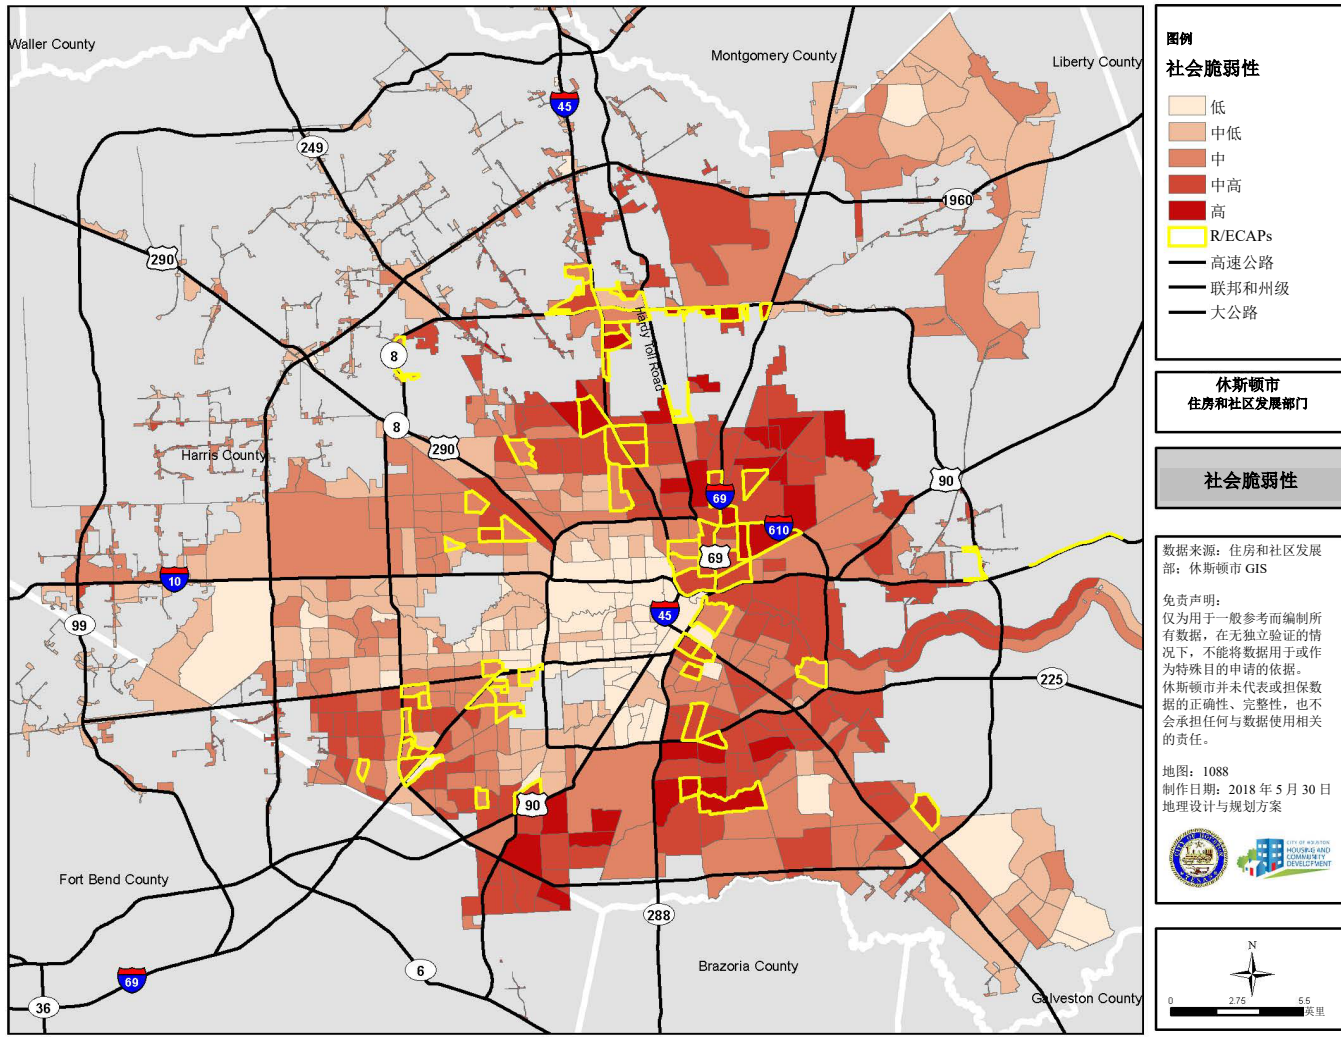 Waller County
Montgomery County
Liberty County
45
249
1960
290
Hardy Toll Road
8
8
290
Harris County
90
69
610
69
10
45
99
225
90
Fort Bend County
288
6
Brazoria County
69
36
Galveston County
图例
社会脆弱性
低
中低
中
中高
高
R/ECAPs
高速公路
联邦和州级
大公路
休斯顿市
住房和社区发展部门
社会脆弱性
数据来源：住房和社区发展
部：休斯顿市 GIS
免责声明：
仅为用于一般参考而编制所
有数据，在无独立验证的情
况下，不能将数据用于或作
为特殊目的申请的依据。
休斯顿市并未代表或担保数
据的正确性、完整性，也不
会承担任何与数据使用相关
的责任。
地图：1088
制作日期：2018 年 5 月 30 日
地理设计与规划方案
CITY OF HOUSTON
TEXAS
CITY OF HOUSTON
HOUSING AND
COMMUNITY
DEVELOPMENT
N
0 2.75 5.5
英里